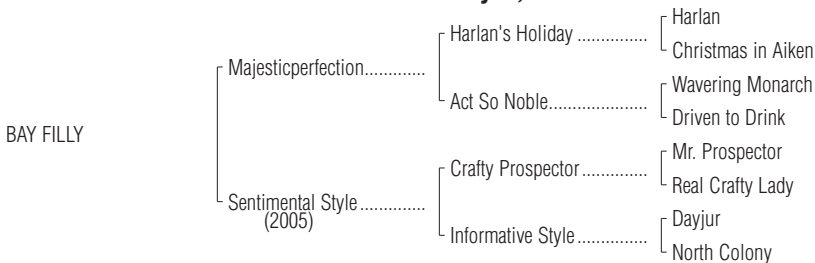 Harlan
Harlan's Holiday ...............
Christmas in Aiken
Majesticperfection.............
Wavering Monarch
Act So Noble.....................
Driven to Drink
BAY FILLY
Mr. Prospector
Crafty Prospector ..............
Real Crafty Lady
Sentimental Style ..............
(2005)
Dayjur
Informative Style ...............
North Colony